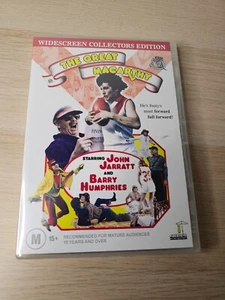 WIDESCREEN COLLECTORS EDITION
THE GREAT
MACARTHY
He's footy's
most forward,
full forward!
STARRING JOHN
JARRATT
AND
BARRY
HUMPHRIES
M 15+
RECOMMENDED FOR MATURE AUDIENCES
15 YEARS AND OVER